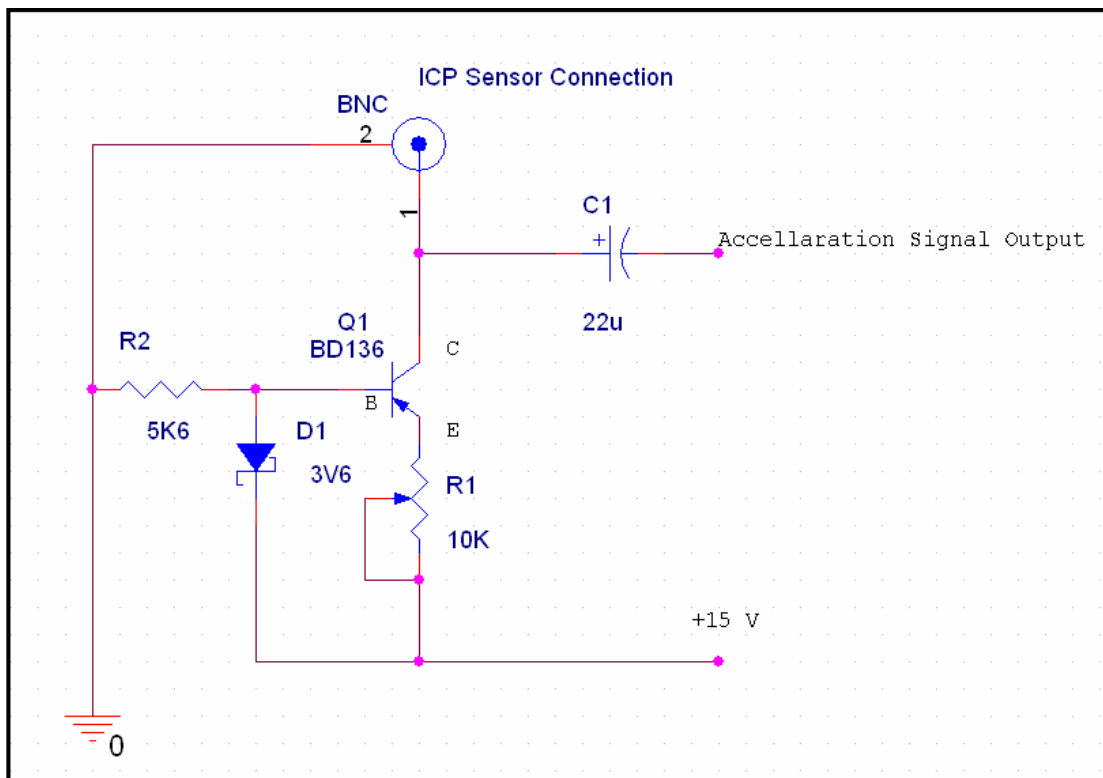 ICP Sensor Connection
BNC
2
1
C1
+
Accellaration Signal Output
22u
Q1
BD136
R2
C
B
E
5K6
D1
3V6
R1
10K
+15 V
0